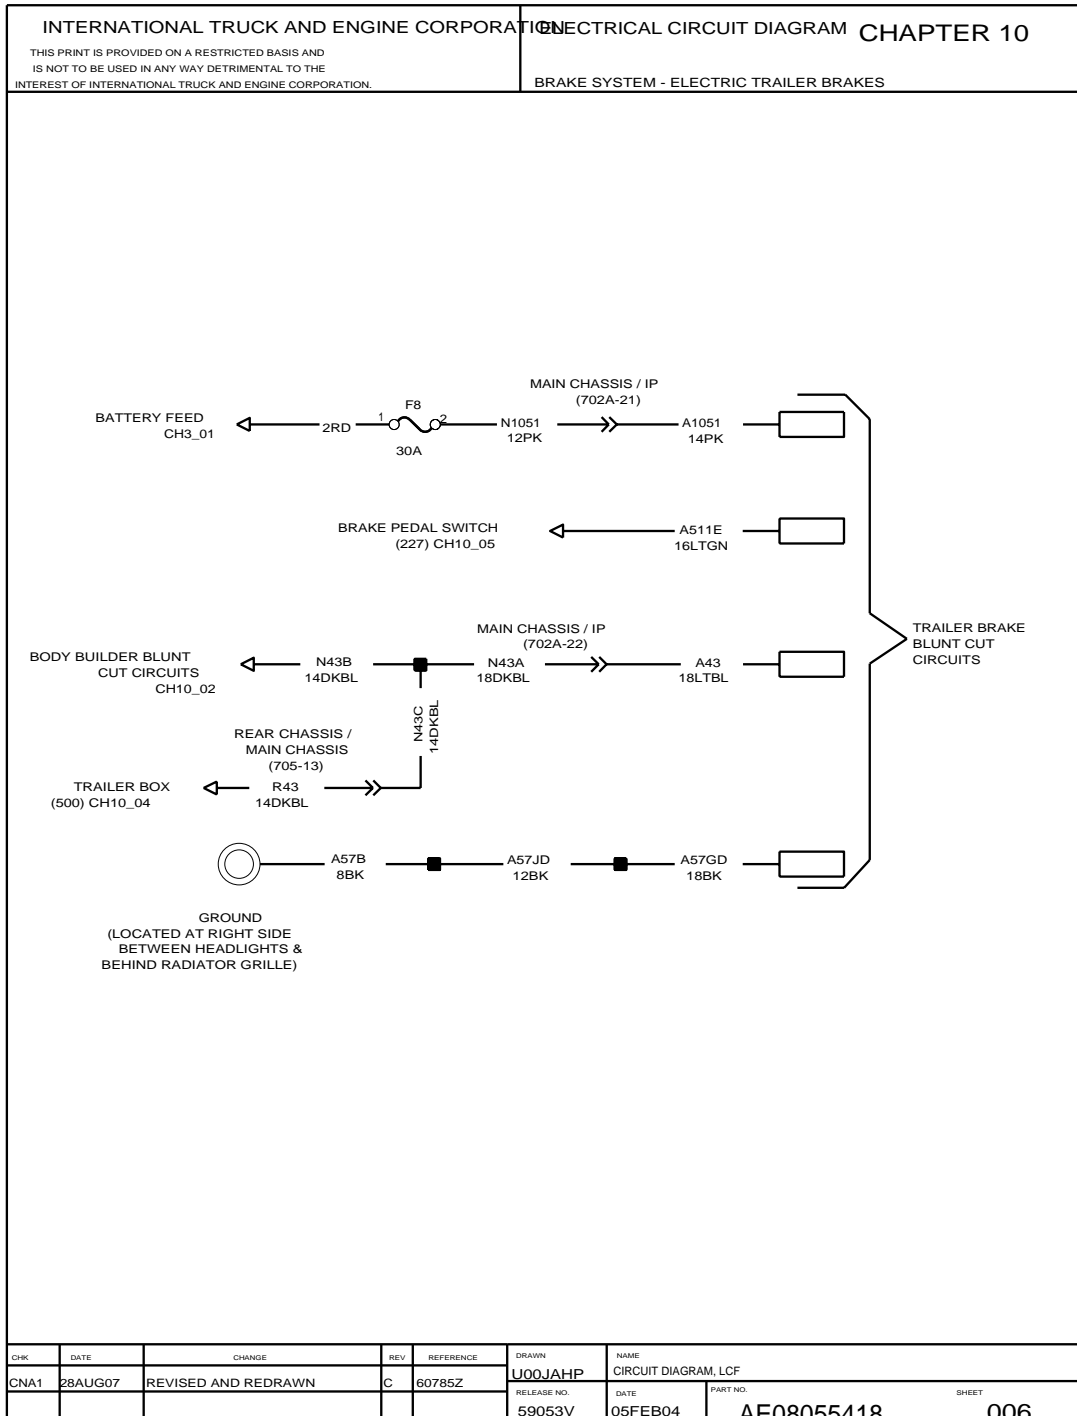 INTERNATIONAL TRUCK AND ENGINE CORPORATION
THIS PRINT IS PROVIDED ON A RESTRICTED BASIS AND
IS NOT TO BE USED IN ANY WAY DETRIMENTAL TO THE
INTEREST OF INTERNATIONAL TRUCK AND ENGINE CORPORATION.
ELECTRICAL CIRCUIT DIAGRAM CHAPTER 10
BRAKE SYSTEM - ELECTRIC TRAILER BRAKES
MAIN CHASSIS / IP
(702A-21)
BATTERY FEED
CH3_01
2RD
1 F8 2
30A
N1051
12PK
A1051
14PK
BRAKE PEDAL SWITCH
(227) CH10_05
A511E
16LTGN
MAIN CHASSIS / IP
(702A-22)
BODY BUILDER BLUNT
CUT CIRCUITS
CH10_02
N43B
14DKBL
N43A
18DKBL
A43
18LTBL
TRAILER BRAKE
BLUNT CUT
CIRCUITS
N43C
14DKBL
REAR CHASSIS /
MAIN CHASSIS
(705-13)
TRAILER BOX
(500) CH10_04
R43
14DKBL
A57B
8BK
A57JD
12BK
A57GD
18BK
GROUND
(LOCATED AT RIGHT SIDE
BETWEEN HEADLIGHTS &
BEHIND RADIATOR GRILLE)
CHK DATE CHANGE REV REFERENCE
CNA1 28AUG07 REVISED AND REDRAWN C 60785Z
DRAWN
U00JAHP
NAME
CIRCUIT DIAGRAM, LCF
RELEASE NO.
59053V
DATE
05FEB04
PART NO.
AE08055418
SHEET
006